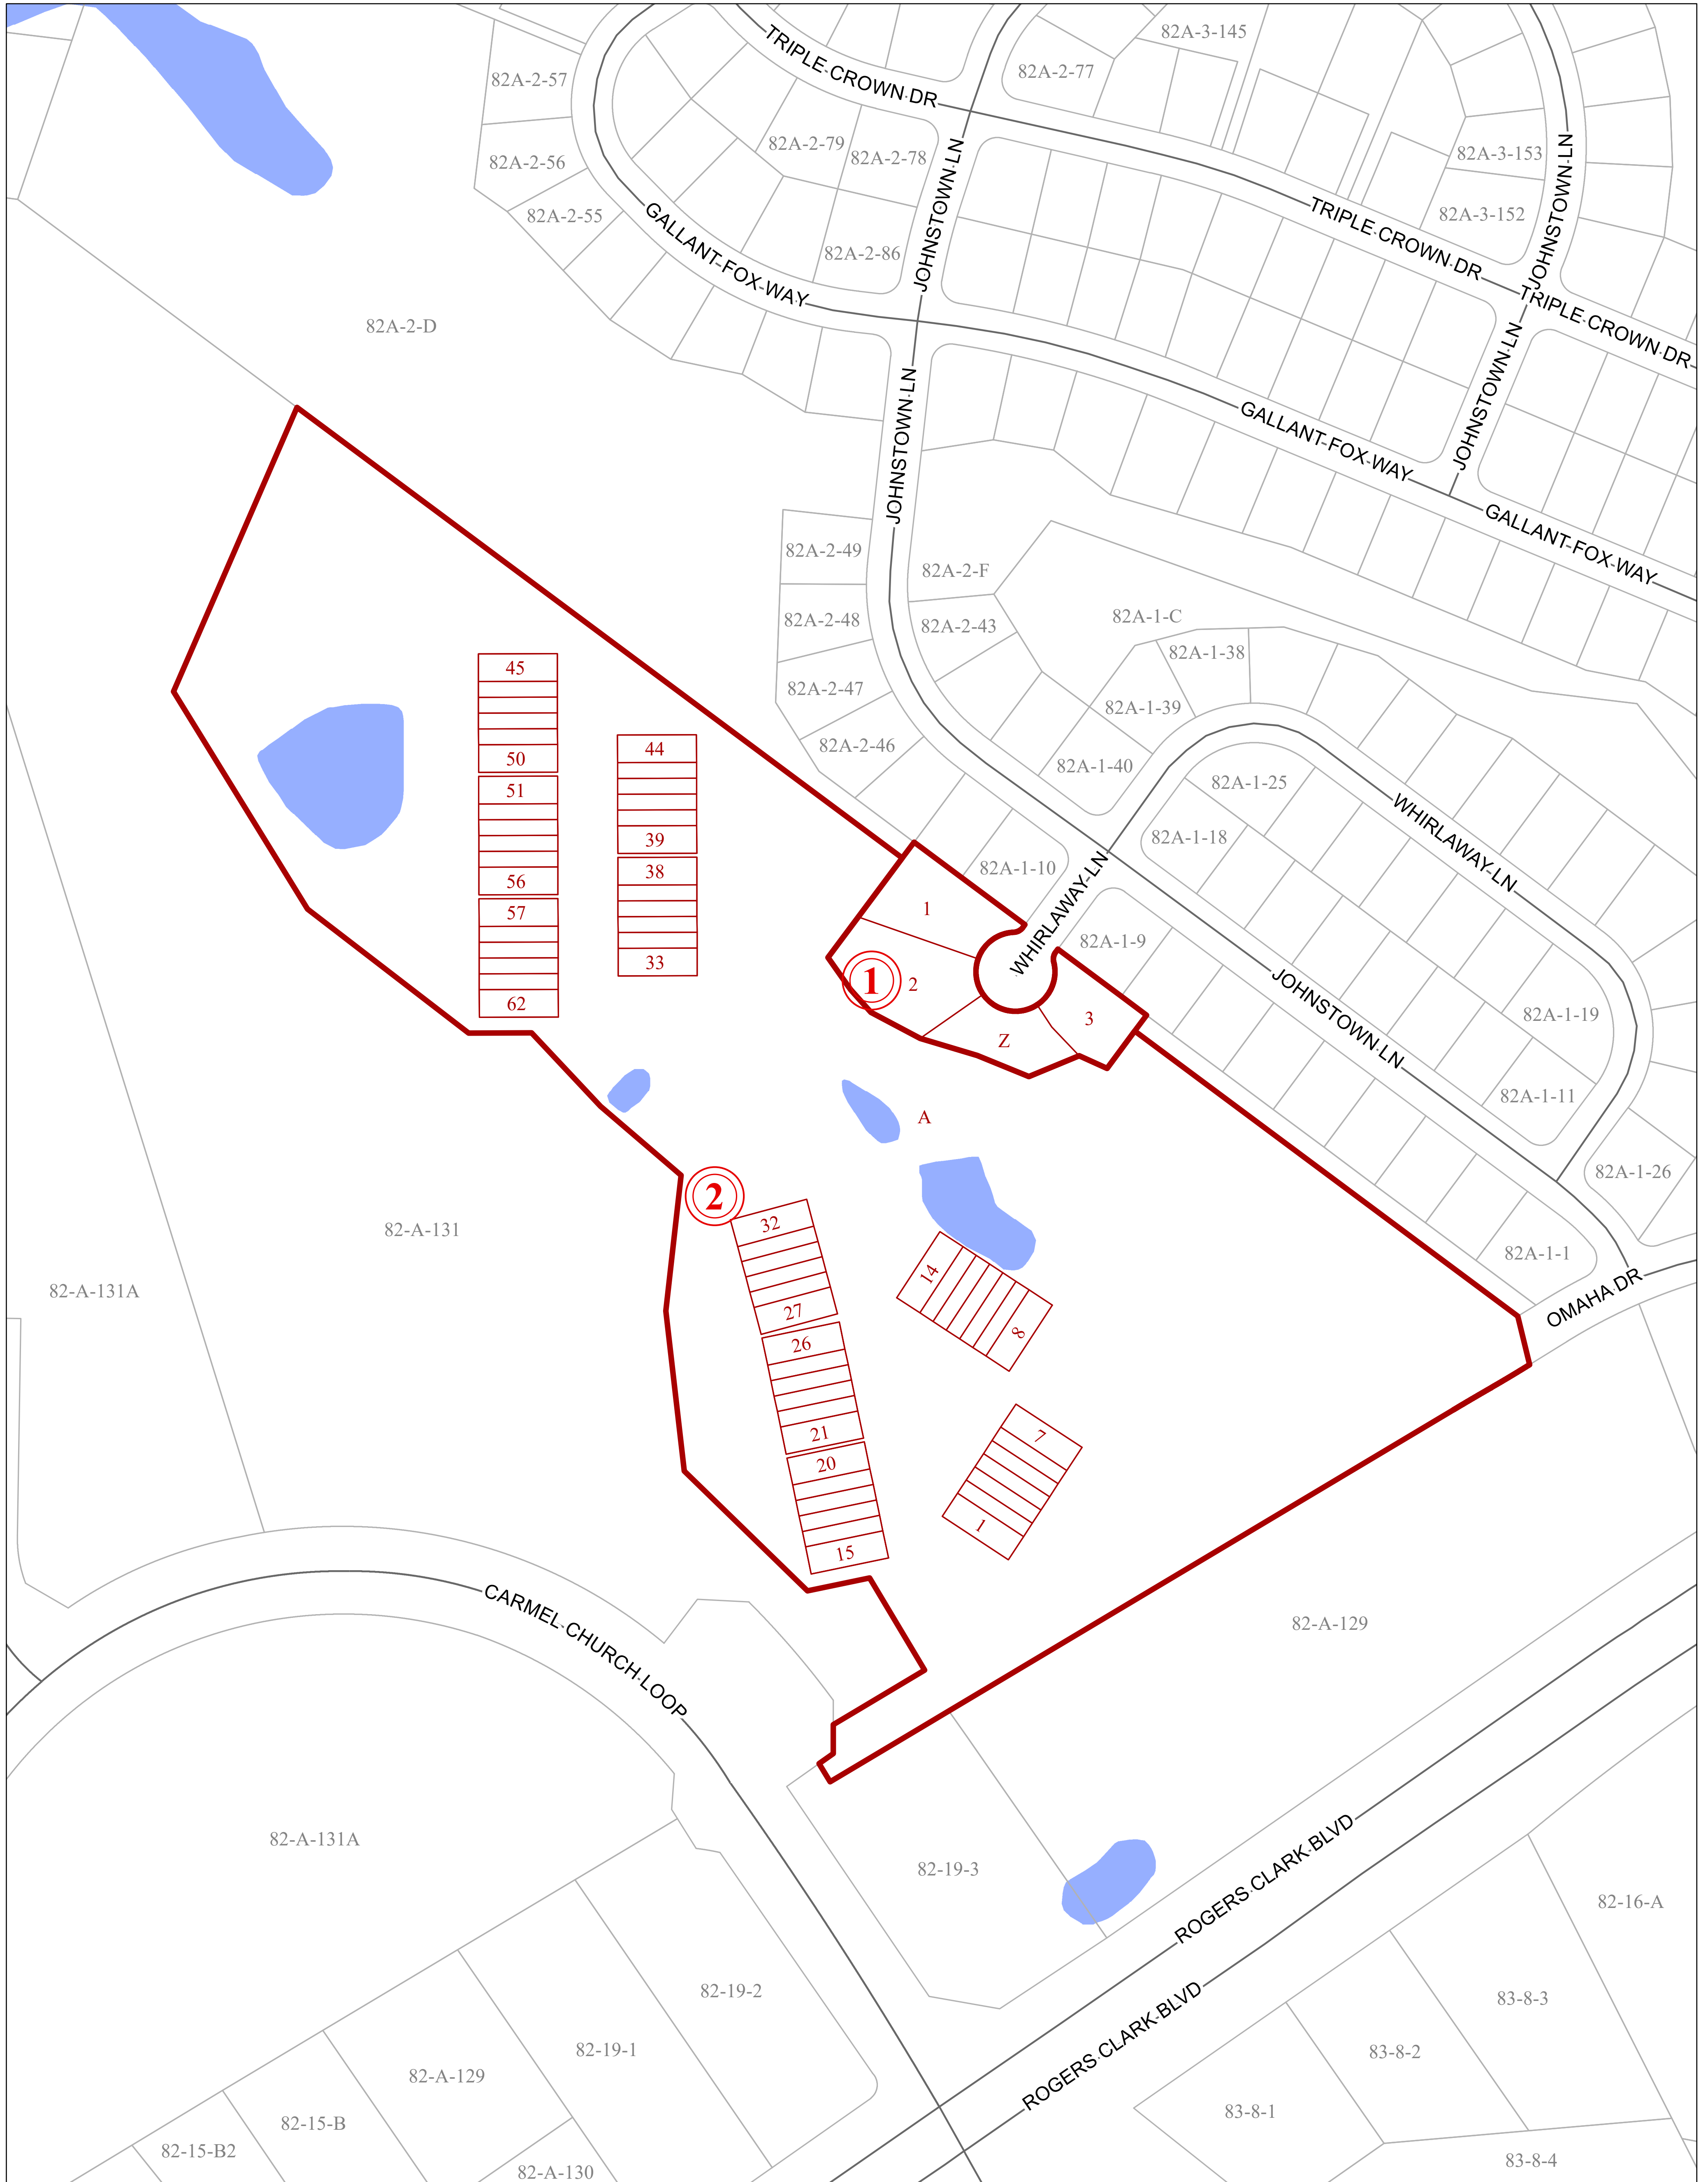 82A-3-145
TRIPLE CROWN DR
82A-2-77
82A-2-57
82A-2-79
82A-2-78
JOHNSTOWN LN
82A-3-153
JOHNSTOWN LN
82A-2-56
82A-2-55
GALLANT FOX WAY
82A-2-86
TRIPLE CROWN DR
82A-3-152
TRIPLE CROWN DR
82A-2-D
JOHNSTOWN LN
JOHNSTOWN LN
GALLANT FOX WAY
GALLANT FOX WAY
82A-2-49
82A-2-F
82A-2-48
82A-2-43
82A-1-C
82A-1-38
82A-2-47
82A-1-39
82A-2-46
82A-1-40
82A-1-25
82A-1-18
WHIRLAWAY LN
45
50
44
51
39
56
38
57
33
62
82A-1-10
WHIRLAWAY LN
1
82A-1-9
1
2
3
Z
JOHNSTOWN LN
82A-1-19
82A-1-11
A
82A-1-26
2
82-A-131
32
82A-1-1
82-A-131A
14
OMAHA DR
27
8
26
21
7
20
1
15
CARMEL CHURCH LOOP
82-A-129
82-A-131A
82-19-3
ROGERS CLARK BLVD
82-16-A
82-19-2
ROGERS CLARK BLVD
83-8-3
82-19-1
83-8-2
82-A-129
83-8-1
82-15-B
82-15-B2
82-A-130
83-8-4